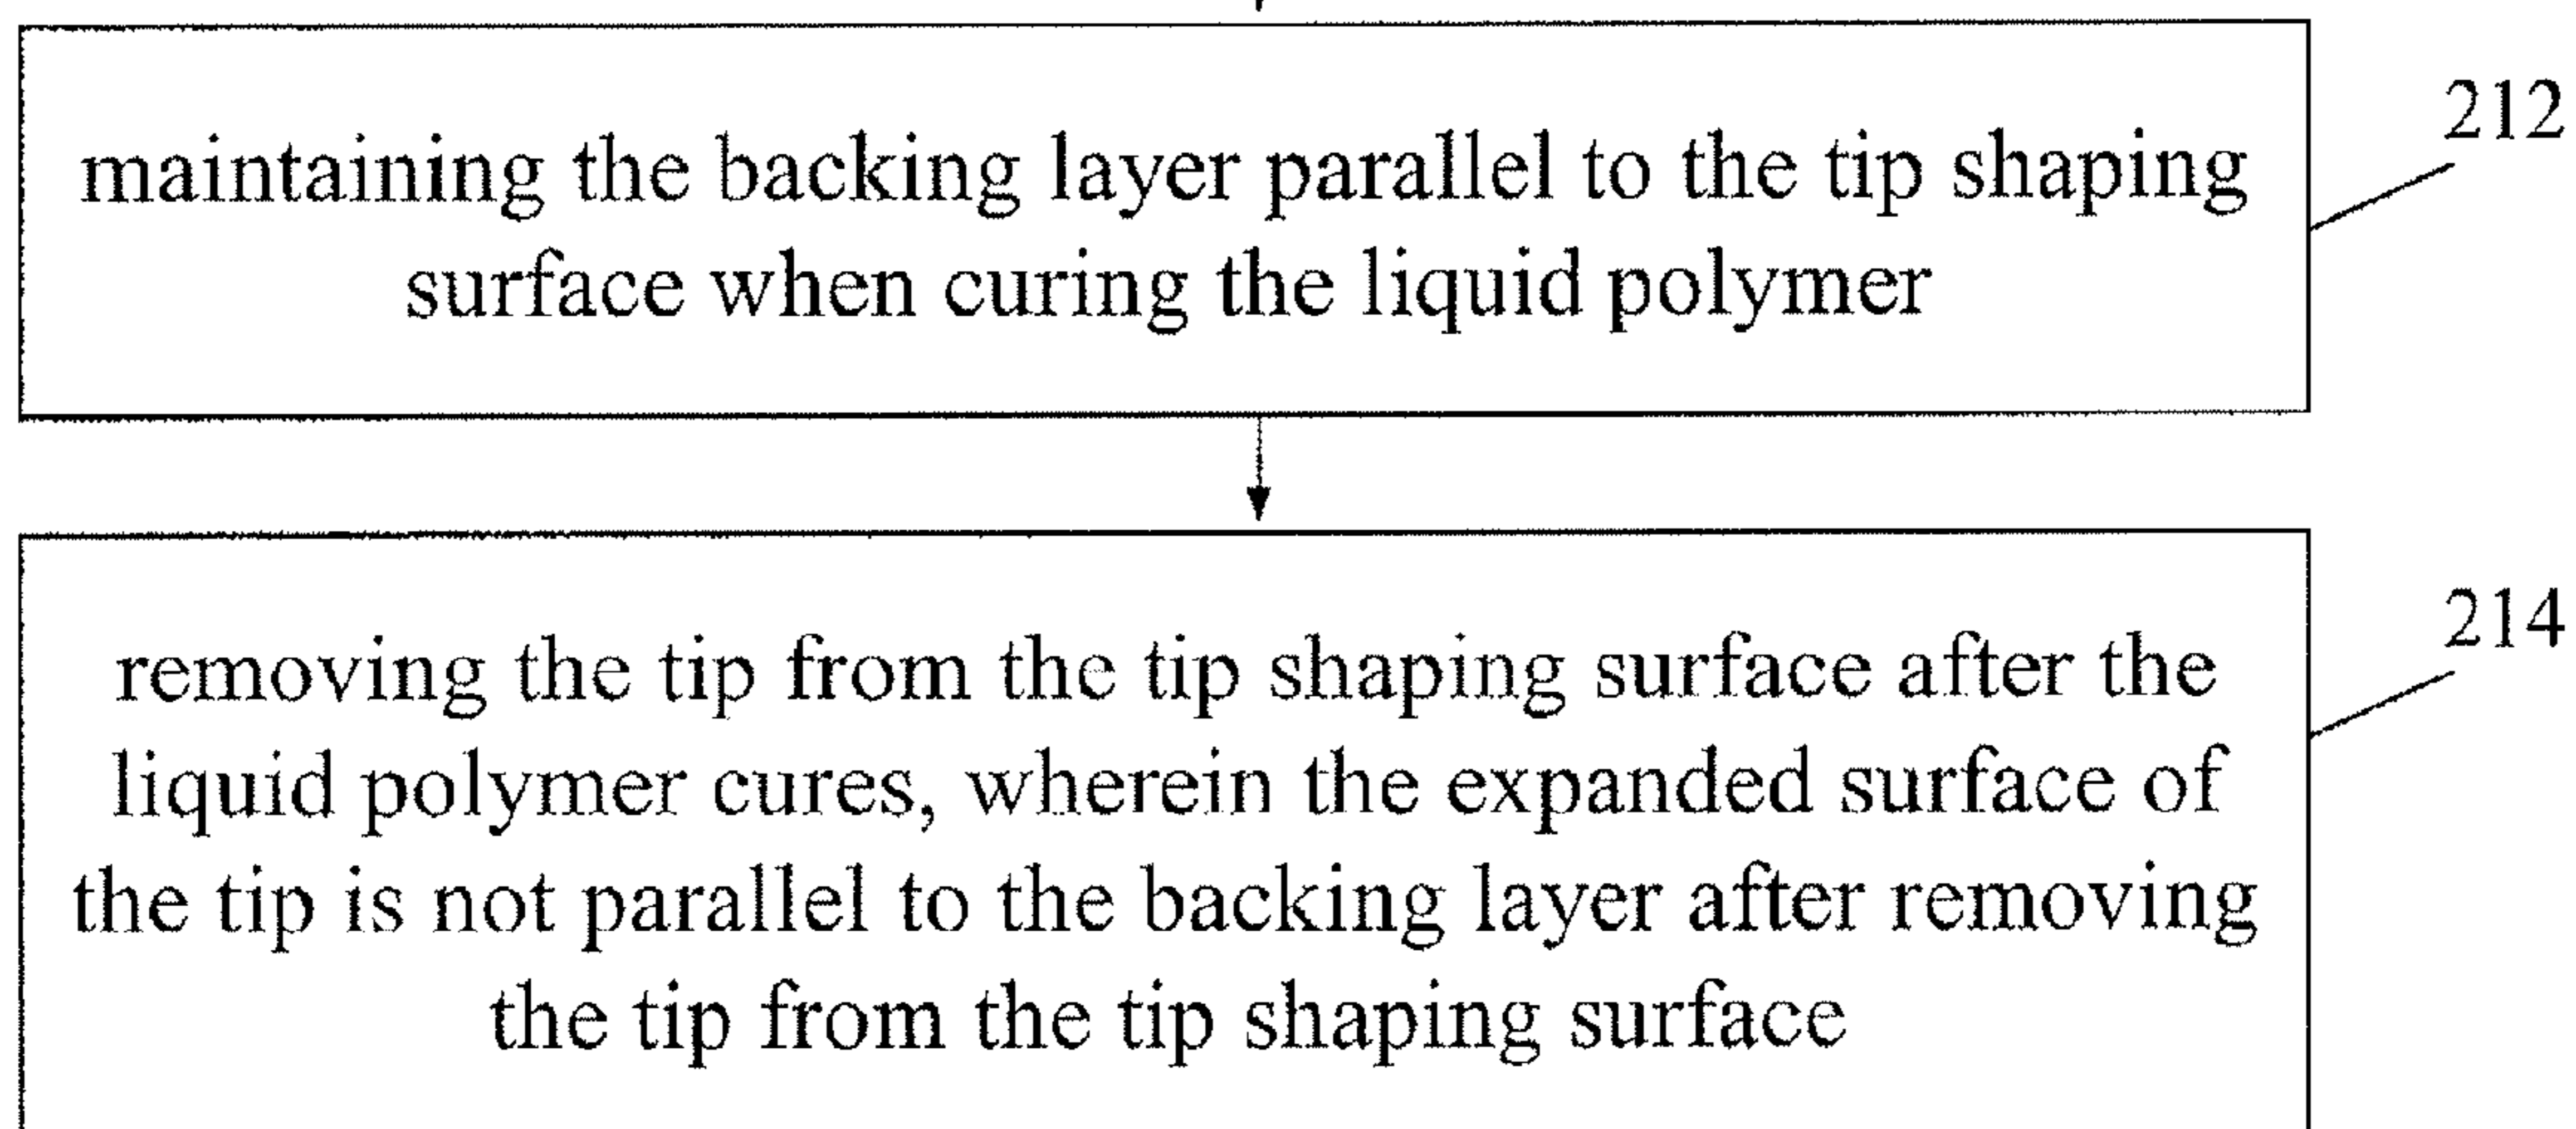 212
maintaining the backing layer parallel to the tip shaping
surface when curing the liquid polymer
214
removing the tip from the tip shaping surface after the
liquid polymer cures, wherein the expanded surface of
the tip is not parallel to the backing layer after removing
the tip from the tip shaping surface